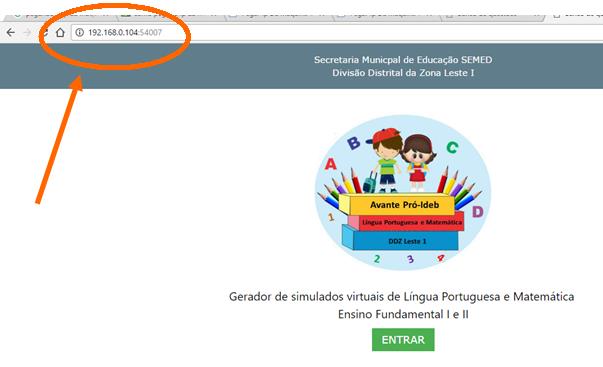 192.168.0.104:54007
Secretaria Municpal de Educação SEMED
Divisão Distrital da Zona Leste I
A
B
C
D
Avante Pró-Ideb
Língua Portuguesa e Matemática
DDZ Leste 1
1
2
3
4
Gerador de simulados virtuais de Língua Portuguesa e Matemática
Ensino Fundamental I e II
ENTRAR